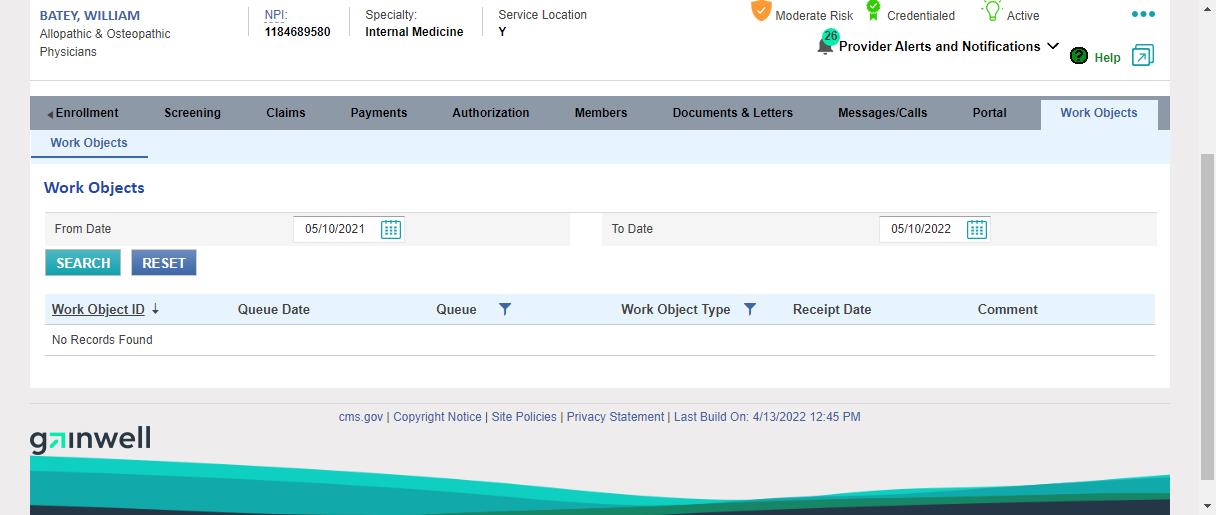 BATEY, WILLIAM
Allopathic & Osteopathic
Physicians
NPI:
1184689580
Specialty:
Internal Medicine
Service Location
Y
Moderate Risk
Credentialed
Active
26
Provider Alerts and Notifications
? Help
Enrollment Screening Claims Payments Authorization Members Documents & Letters Messages/Calls Portal Work Objects
Work Objects
Work Objects
From Date 05/10/2021 To Date 05/10/2022
SEARCH RESET
Work Object ID Queue Date Queue Work Object Type Receipt Date Comment
No Records Found
cms.gov | Copyright Notice | Site Policies | Privacy Statement | Last Build On: 4/13/2022 12:45 PM
gainwell